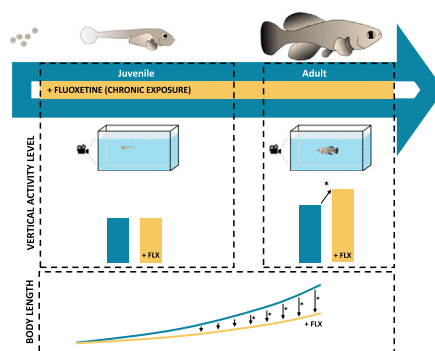 Juvenile
Adult
+ FLUOXETINE (CHRONIC EXPOSURE)
VERTICAL ACTIVITY LEVEL
*
+ FLX
+ FLX
BODY LENGTH
* * * * * * * *
+ FLX